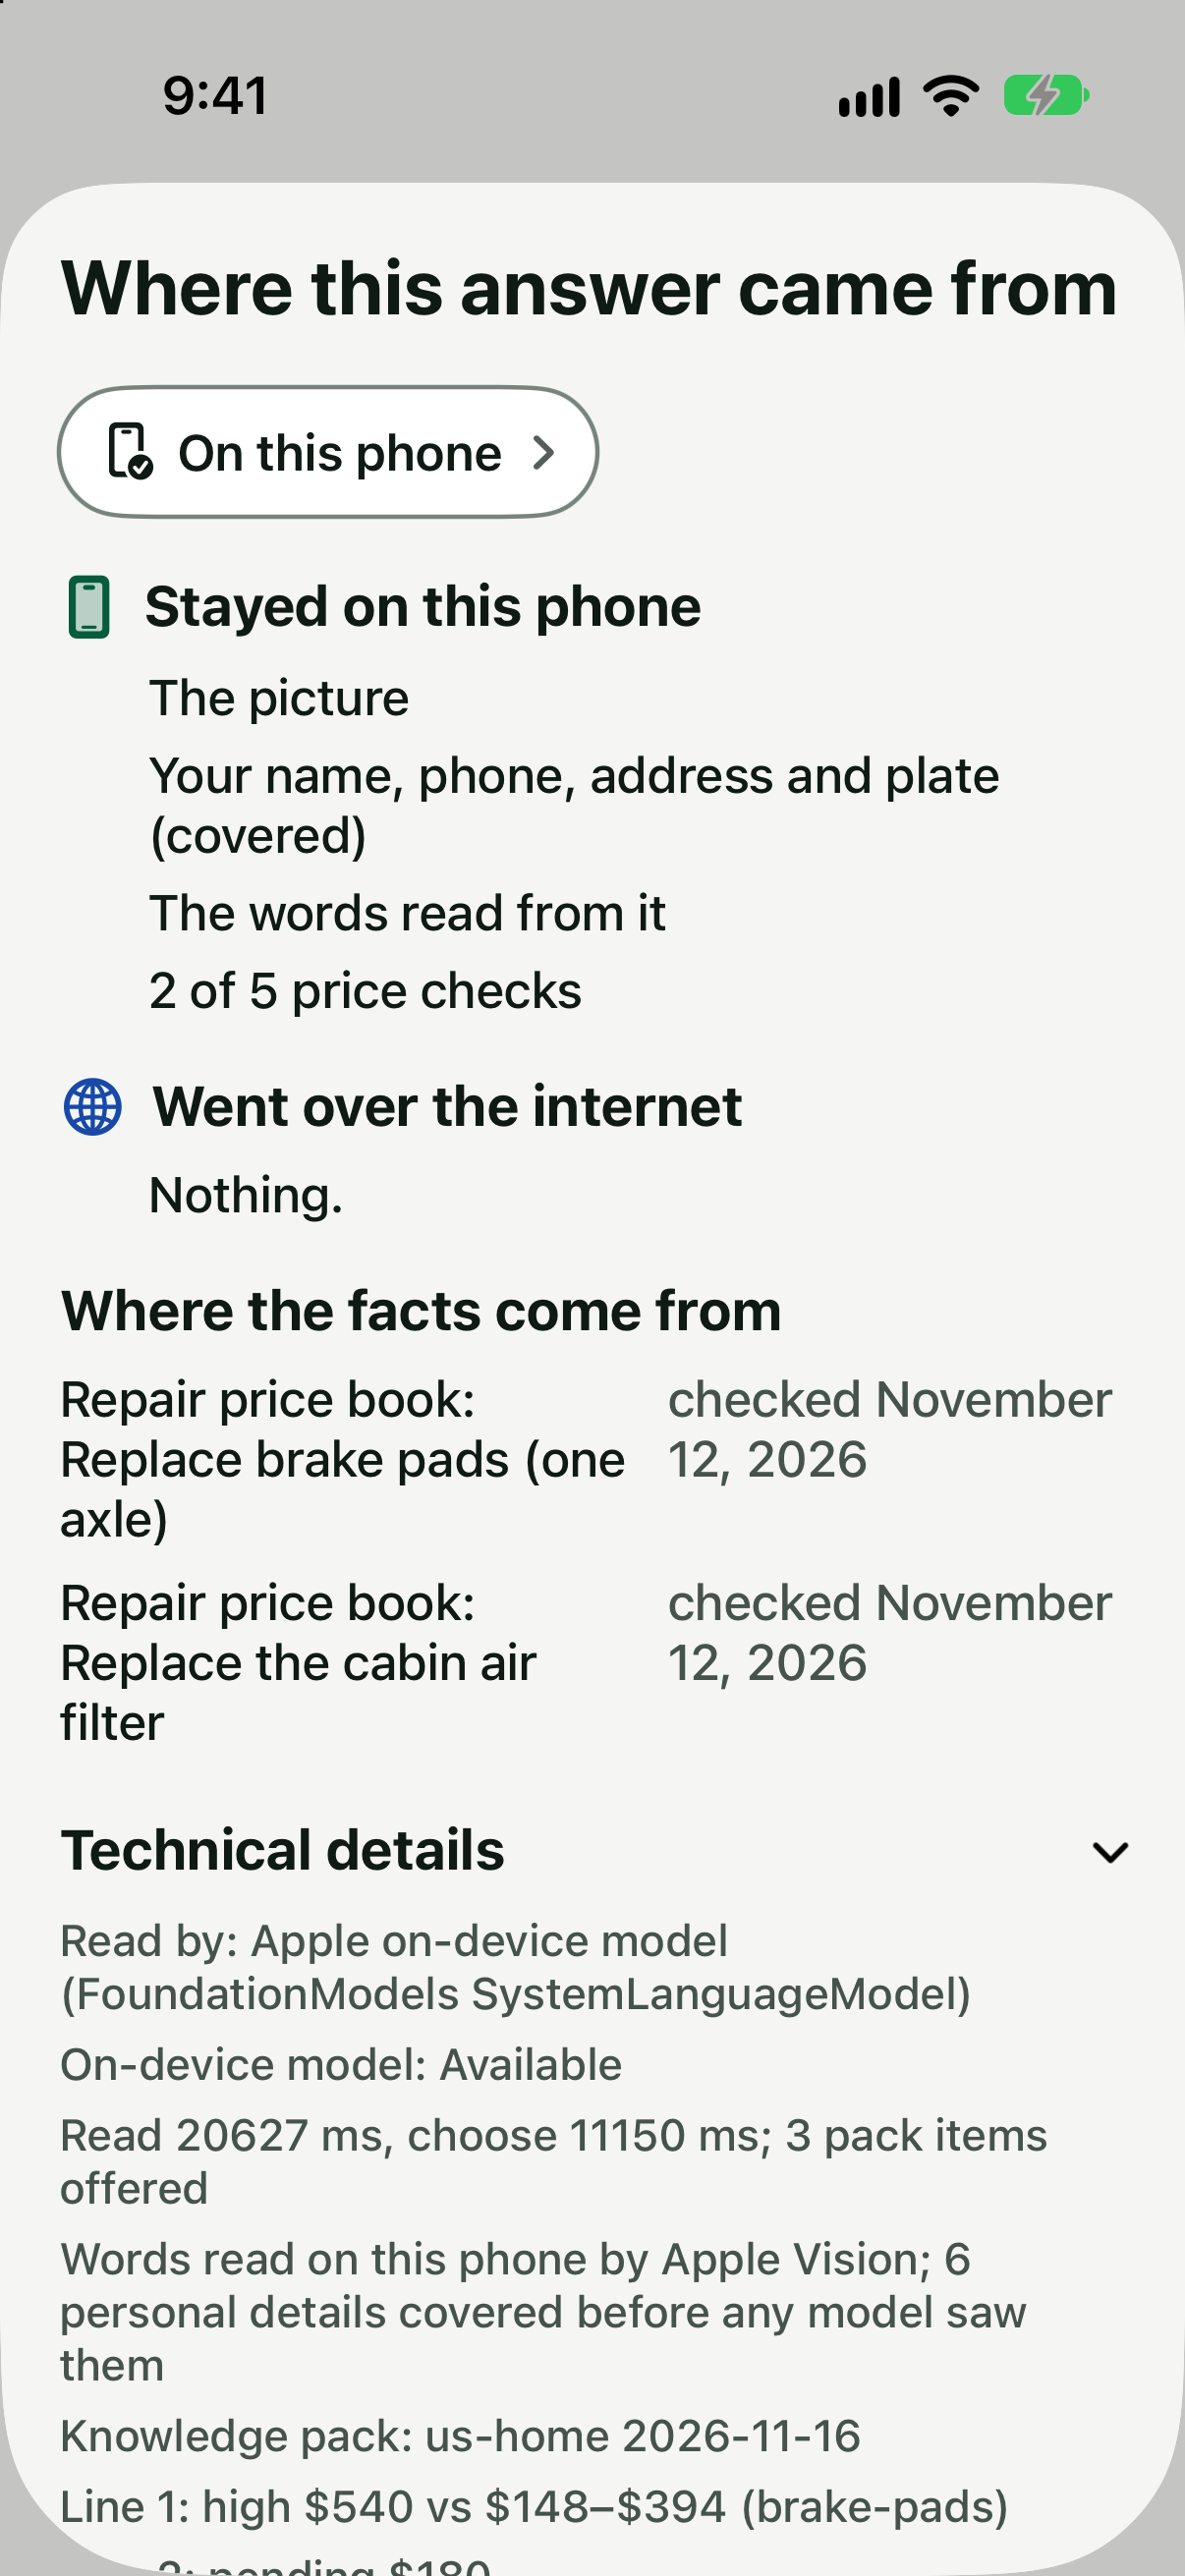 9:41
Where this answer came from
On this phone
Stayed on this phone
The picture
Your name, phone, address and plate
(covered)
The words read from it
2 of 5 price checks
Went over the internet
Nothing.
Where the facts come from
Repair price book:
Replace brake pads (one
axle)
checked November
12, 2026
Repair price book:
Replace the cabin air
filter
checked November
12, 2026
Technical details
Read by: Apple on-device model
(FoundationModels SystemLanguageModel)
On-device model: Available
Read 20627 ms, choose 11150 ms; 3 pack items
offered
Words read on this phone by Apple Vision; 6
personal details covered before any model saw
them
Knowledge pack: us-home 2026-11-16
Line 1: high $540 vs $148–$394 (brake-pads)
2: pending $180